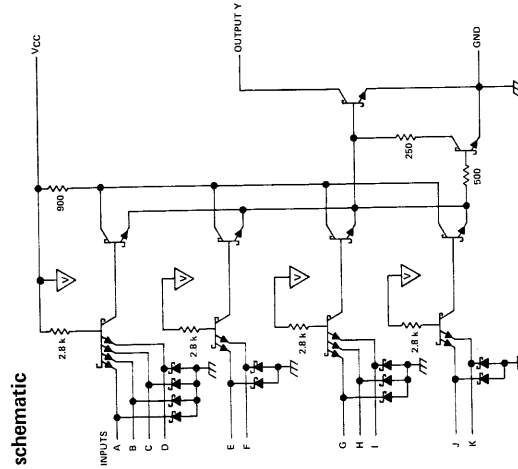 schematic
VCC
900
OUTPUT Y
V
2.8 k
INPUTS
A
B
C
D
V
2.8 k
E
F
250
GND
500
V
2.8 k
G
H
I
V
2.8 k
J
K